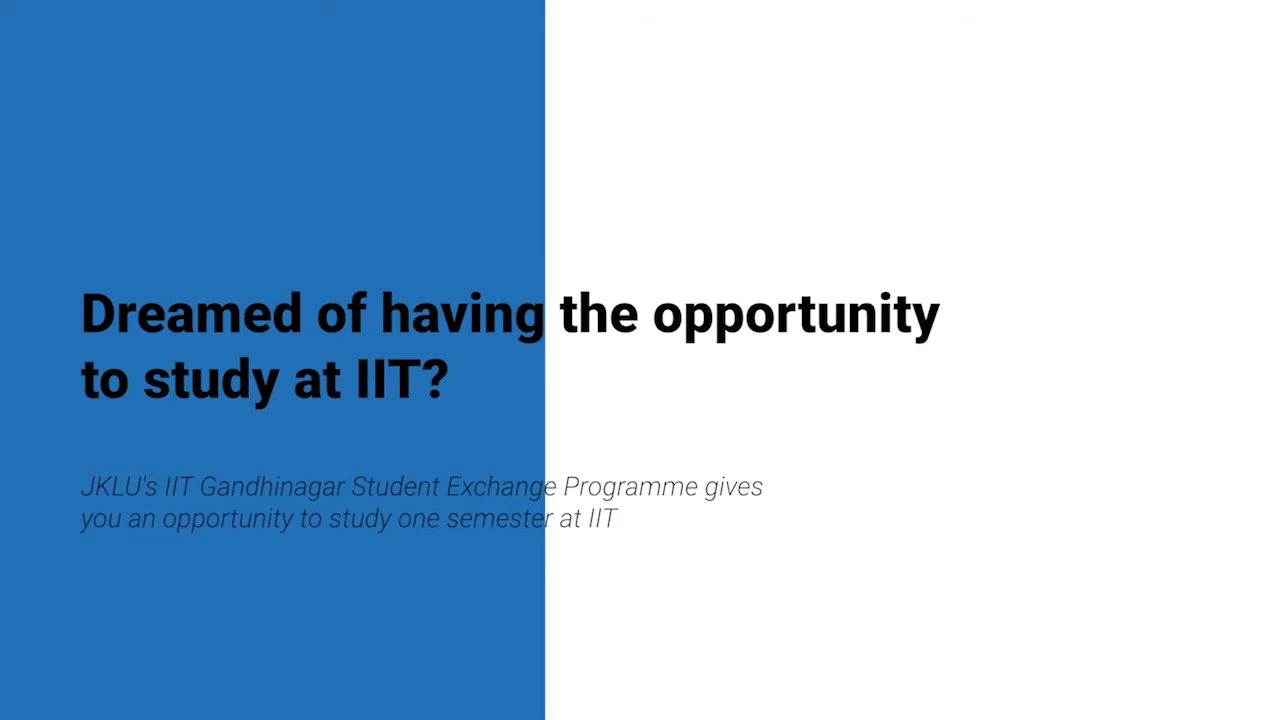 Dreamed of having the opportunity
to study at IIT?
JKLU's IIT Gandhinagar Student Exchange Programme gives
you an opportunity to study one semester at IIT